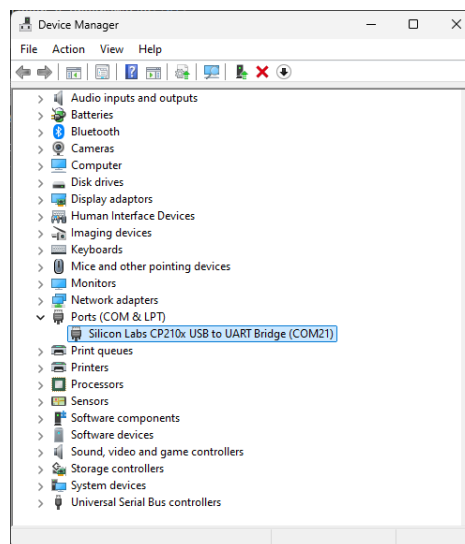 Device Manager
File Action View Help
Audio inputs and outputs
Batteries
Bluetooth
Cameras
Computer
Disk drives
Display adaptors
Human Interface Devices
Imaging devices
Keyboards
Mice and other pointing devices
Monitors
Network adapters
Ports (COM & LPT)
Silicon Labs CP210x USB to UART Bridge (COM21)
Print queues
Printers
Processors
Sensors
Software components
Software devices
Sound, video and game controllers
Storage controllers
System devices
Universal Serial Bus controllers